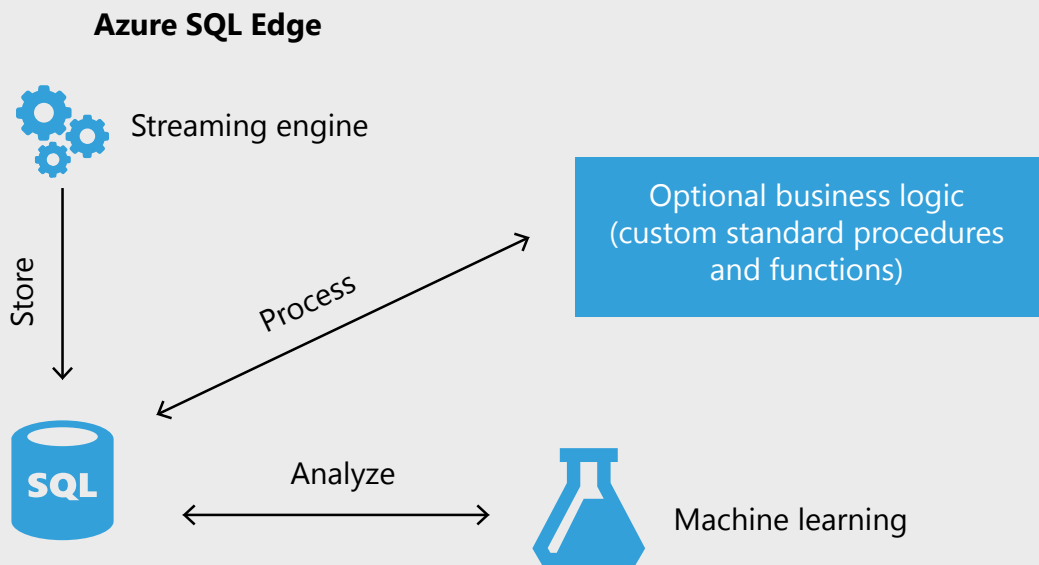 Azure SQL Edge
Streaming engine
Optional business logic
(custom standard procedures
and functions)
Store
Process
SQL
Analyze
Machine learning